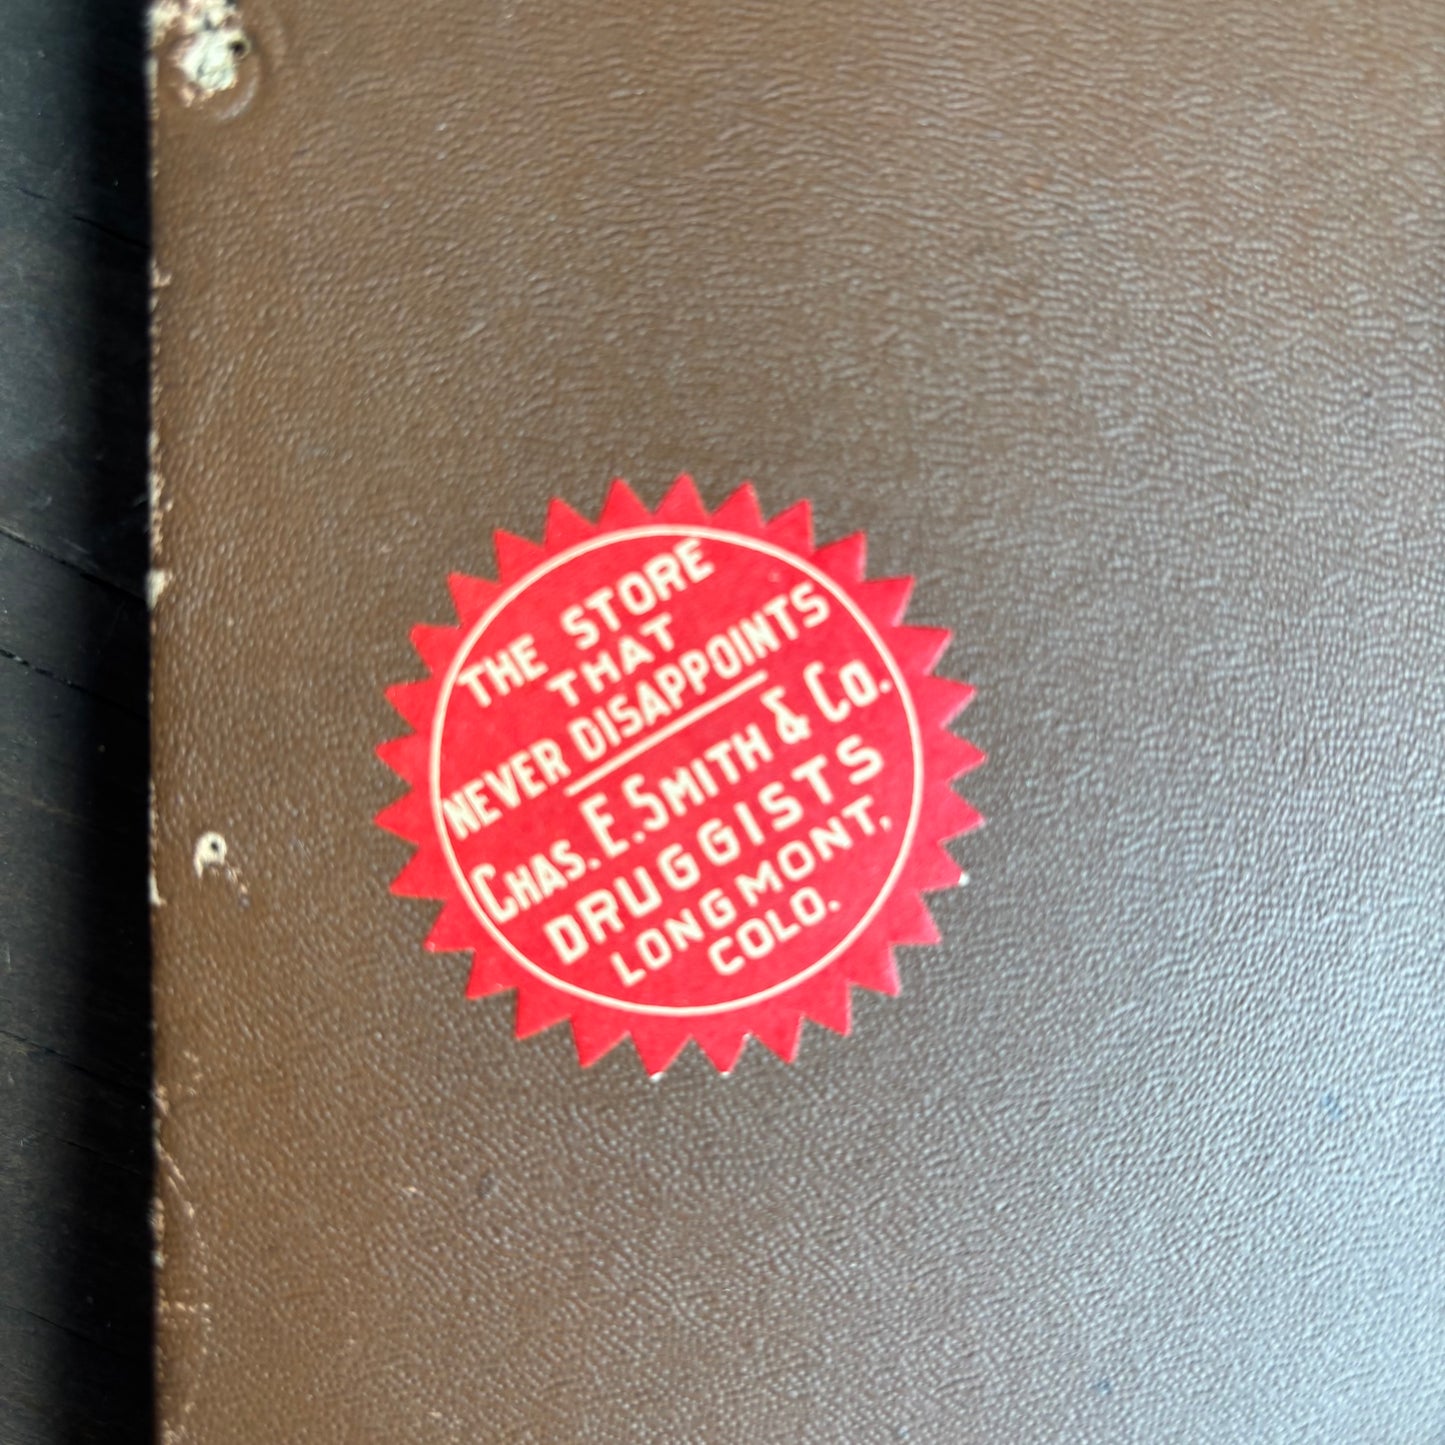 THE STORE
THAT
NEVER DISAPPOINTS
CHAS. E. SMITH & CO.
DRUGGISTS
LONGMONT,
COLO.